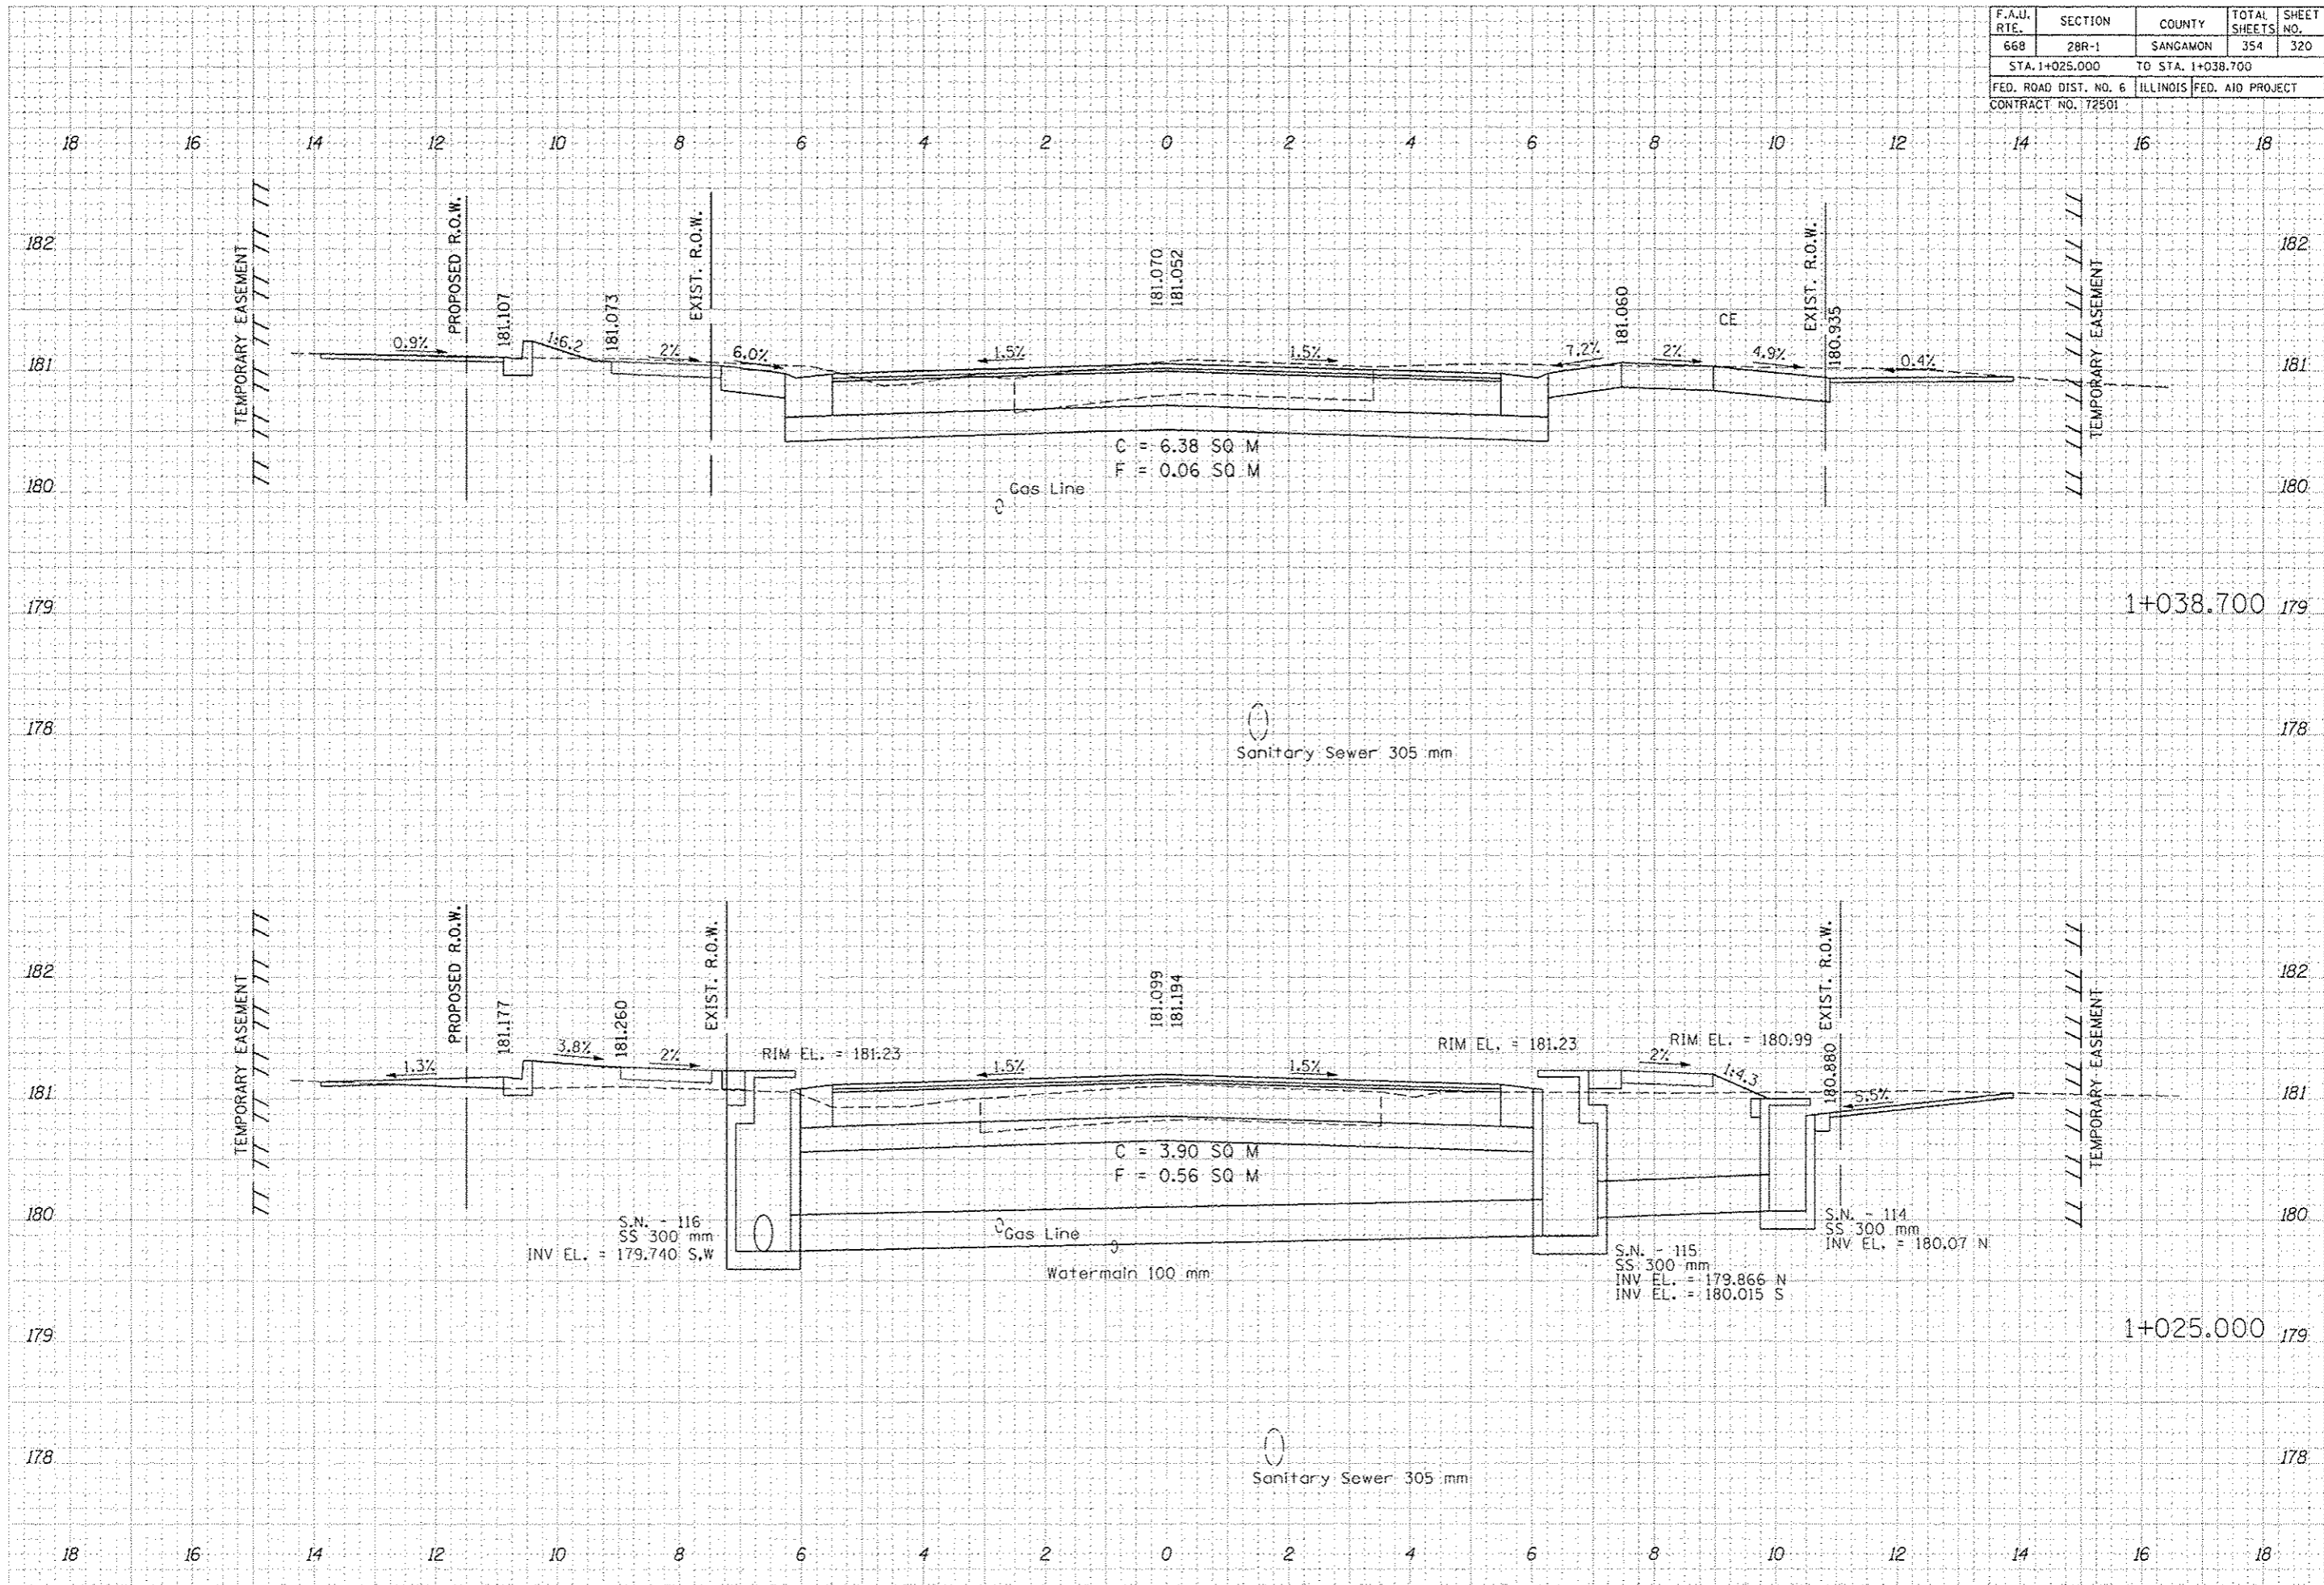 F.A.U. RTE. SECTION COUNTY TOTAL SHEETS SHEET NO.
668 28R-1 SANGAMON 354 320
STA. 1+025.000 TO STA. 1+038.700
FED. ROAD DIST. NO. 6 ILLINOIS FED. AID PROJECT
CONTRACT NO. 72501
18 16 14 12 10 8 6 4 2 0 2 4 6 8 10 12 14 16 18
TEMPORARY EASEMENT
PROPOSED R.O.W.
181.107
181.073
EXIST. R.O.W.
181.070
181.052
181.060
CE
EXIST. R.O.W.
180.935
TEMPORARY EASEMENT
182 182
0.9% 1:6.2 2% 6.0% 1.5% 1.5% 7.2% 2% 4.9% 0.4%
181 181
C = 6.38 SQ M
F = 0.06 SQ M
180 180
Gas Line
179 1+038.700 179
178 178
Sanitary Sewer 305 mm
TEMPORARY EASEMENT
PROPOSED R.O.W.
181.177
181.260
EXIST. R.O.W.
181.099
181.194
180.880 EXIST. R.O.W.
TEMPORARY EASEMENT
182 182
RIM EL. = 181.23
RIM EL. = 181.23
RIM EL. = 180.99
1.3% 3.8% 2% 1.5% 1.5% 2% 1:4.3 5.5%
181 181
C = 3.90 SQ M
F = 0.56 SQ M
180 180
S.N. - 116
SS 300 mm
INV EL. = 179.740 S,W
Gas Line
Watermain 100 mm
S.N. - 115
SS 300 mm
INV EL. = 179.866 N
INV EL. = 180.015 S
S.N. - 114
SS 300 mm
INV EL. = 180.07 N
179 1+025.000 179
178 178
Sanitary Sewer 305 mm
18 16 14 12 10 8 6 4 2 0 2 4 6 8 10 12 14 16 18